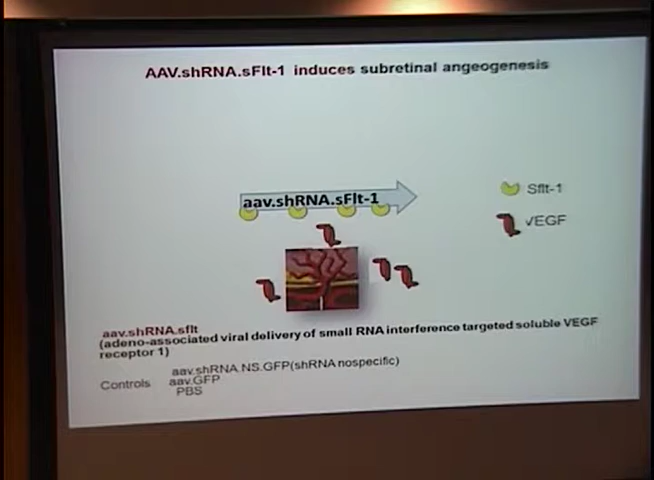 AAV.shRNA.sFlt-1 induces subretinal angeogenesis
aav.shRNA.sFlt-1
Sflt-1
VEGF
aav.shRNA.sflt
(adeno-associated viral delivery of small RNA interference targeted soluble VEGF
receptor 1)
aav.shRNA.NS.GFP(shRNA nospecific)
Controls aav.GFP
PBS